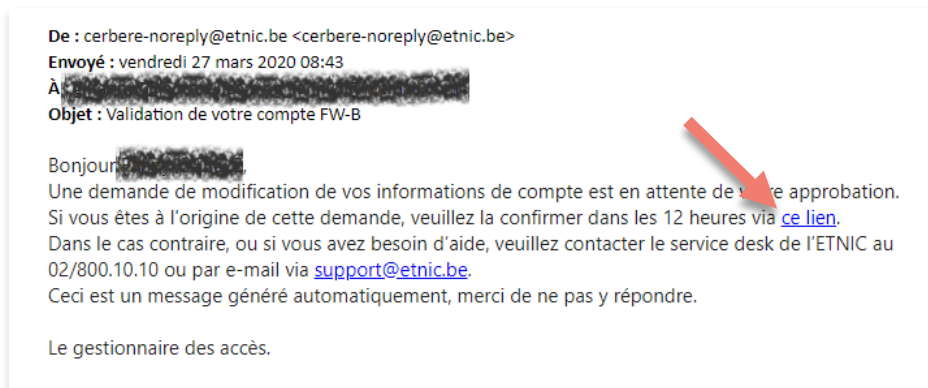 De : cerbere-noreply@etnic.be <cerbere-noreply@etnic.be>
Envoyé : vendredi 27 mars 2020 08:43
À
Objet : Validation de votre compte FW-B
Bonjour
Une demande de modification de vos informations de compte est en attente de votre approbation.
Si vous êtes à l'origine de cette demande, veuillez la confirmer dans les 12 heures via ce lien.
Dans le cas contraire, ou si vous avez besoin d'aide, veuillez contacter le service desk de l'ETNIC au
02/800.10.10 ou par e-mail via support@etnic.be.
Ceci est un message généré automatiquement, merci de ne pas y répondre.
Le gestionnaire des accès.